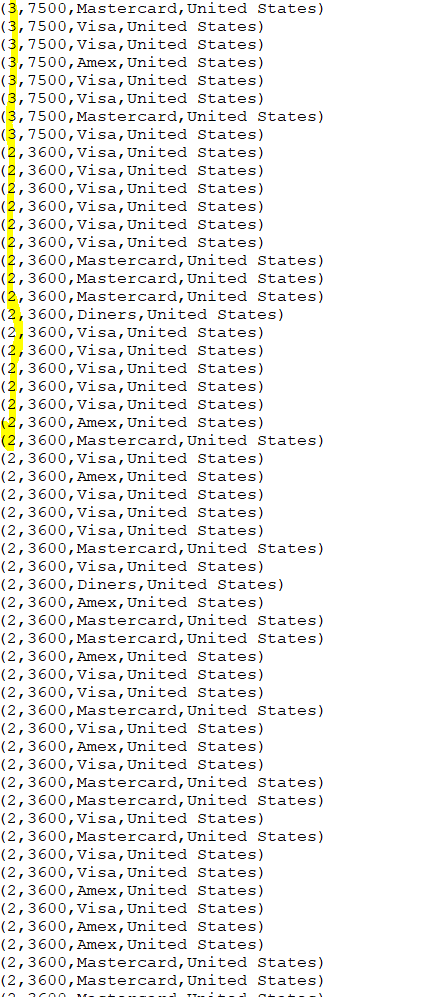 (3,7500,Mastercard,United States)
(3,7500,Visa,United States)
(3,7500,Visa,United States)
(3,7500,Amex,United States)
(3,7500,Visa,United States)
(3,7500,Visa,United States)
(3,7500,Mastercard,United States)
(3,7500,Visa,United States)
(2,3600,Visa,United States)
(2,3600,Visa,United States)
(2,3600,Visa,United States)
(2,3600,Visa,United States)
(2,3600,Visa,United States)
(2,3600,Visa,United States)
(2,3600,Mastercard,United States)
(2,3600,Mastercard,United States)
(2,3600,Mastercard,United States)
(2,3600,Diners,United States)
(2,3600,Visa,United States)
(2,3600,Visa,United States)
(2,3600,Visa,United States)
(2,3600,Visa,United States)
(2,3600,Visa,United States)
(2,3600,Amex,United States)
(2,3600,Mastercard,United States)
(2,3600,Visa,United States)
(2,3600,Amex,United States)
(2,3600,Visa,United States)
(2,3600,Visa,United States)
(2,3600,Visa,United States)
(2,3600,Mastercard,United States)
(2,3600,Visa,United States)
(2,3600,Diners,United States)
(2,3600,Amex,United States)
(2,3600,Mastercard,United States)
(2,3600,Mastercard,United States)
(2,3600,Amex,United States)
(2,3600,Visa,United States)
(2,3600,Visa,United States)
(2,3600,Mastercard,United States)
(2,3600,Visa,United States)
(2,3600,Amex,United States)
(2,3600,Visa,United States)
(2,3600,Mastercard,United States)
(2,3600,Mastercard,United States)
(2,3600,Visa,United States)
(2,3600,Mastercard,United States)
(2,3600,Visa,United States)
(2,3600,Visa,United States)
(2,3600,Amex,United States)
(2,3600,Visa,United States)
(2,3600,Amex,United States)
(2,3600,Amex,United States)
(2,3600,Mastercard,United States)
(2,3600,Mastercard,United States)
(2,3600,Mastercard,United States)